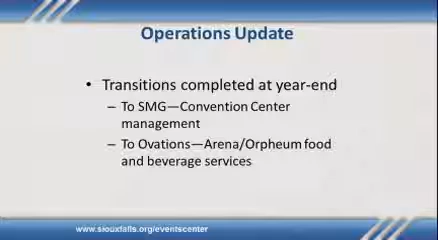 Operations Update
• Transitions completed at year-end
– To SMG—Convention Center
management
– To Ovations—Arena/Orpheum food
and beverage services
www.siouxfalls.org/eventscenter